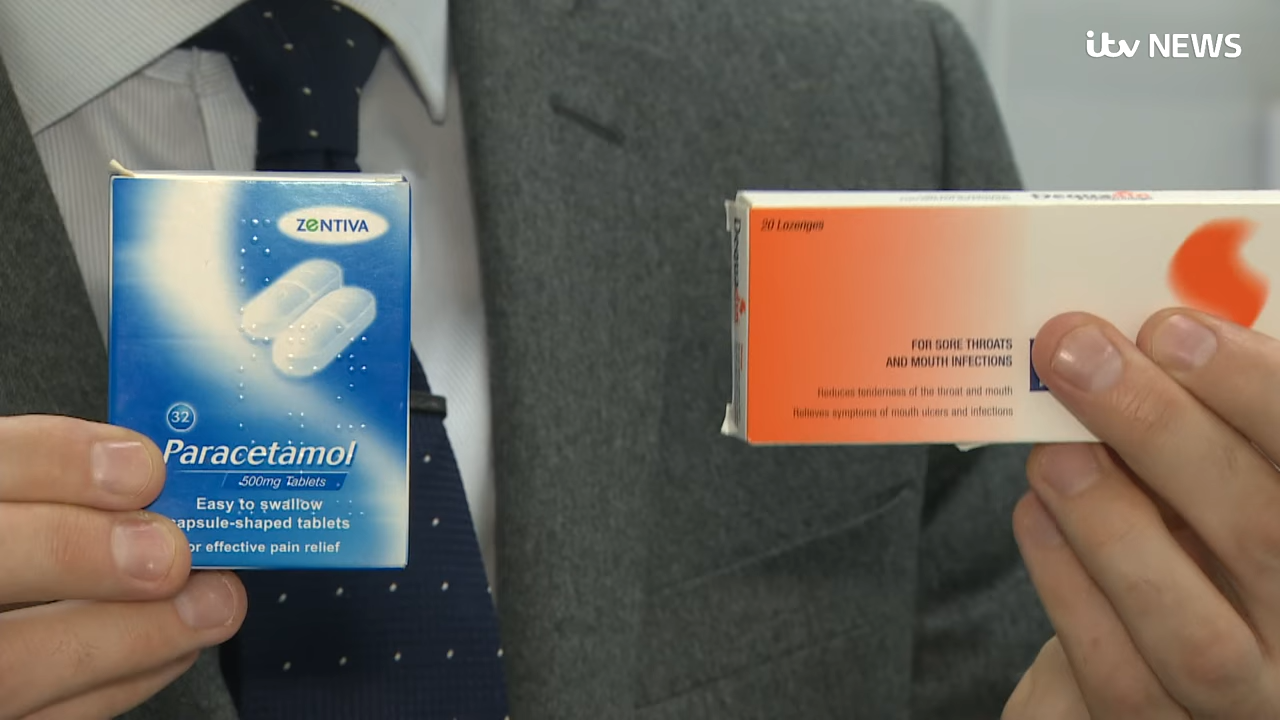 itv NEWS
ZENTIVA
32
Paracetamol
500mg Tablets
Easy to swallow
capsule-shaped tablets
or effective pain relief
20 Lozenges
FOR SORE THROATS
AND MOUTH INFECTIONS
Reduces tenderness of the throat and mouth
Relieves symptoms of mouth ulcers and infections